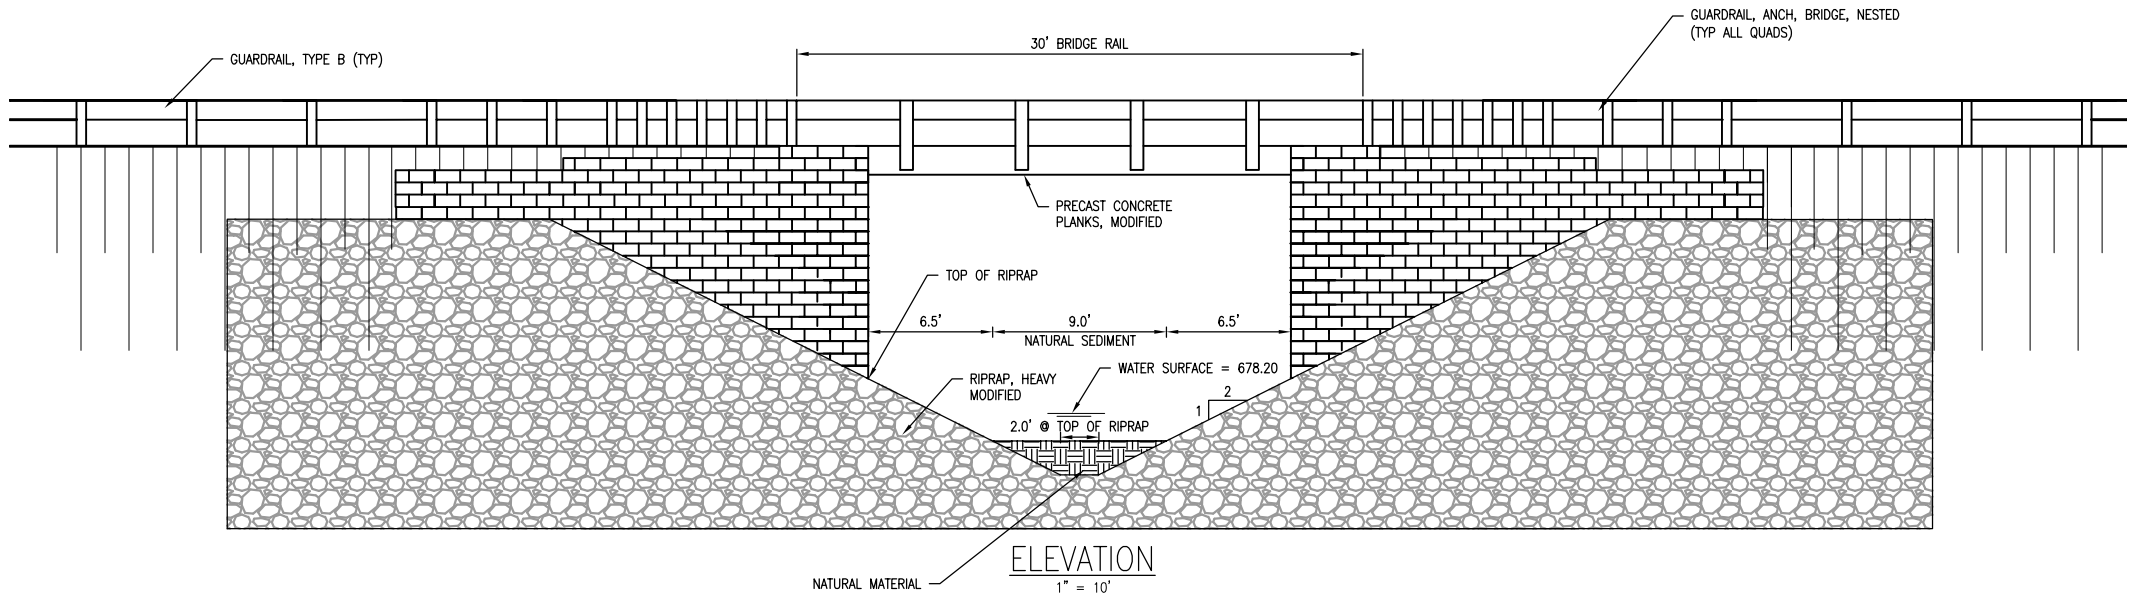 GUARDRAIL, ANCH, BRIDGE, NESTED
(TYP ALL QUADS)
30' BRIDGE RAIL
GUARDRAIL, TYPE B (TYP)
PRECAST CONCRETE
PLANKS, MODIFIED
TOP OF RIPRAP
6.5'
9.0'
6.5'
NATURAL SEDIMENT
WATER SURFACE = 678.20
RIPRAP, HEAVY
MODIFIED
2
1
2.0' @ TOP OF RIPRAP
ELEVATION
1" = 10'
NATURAL MATERIAL